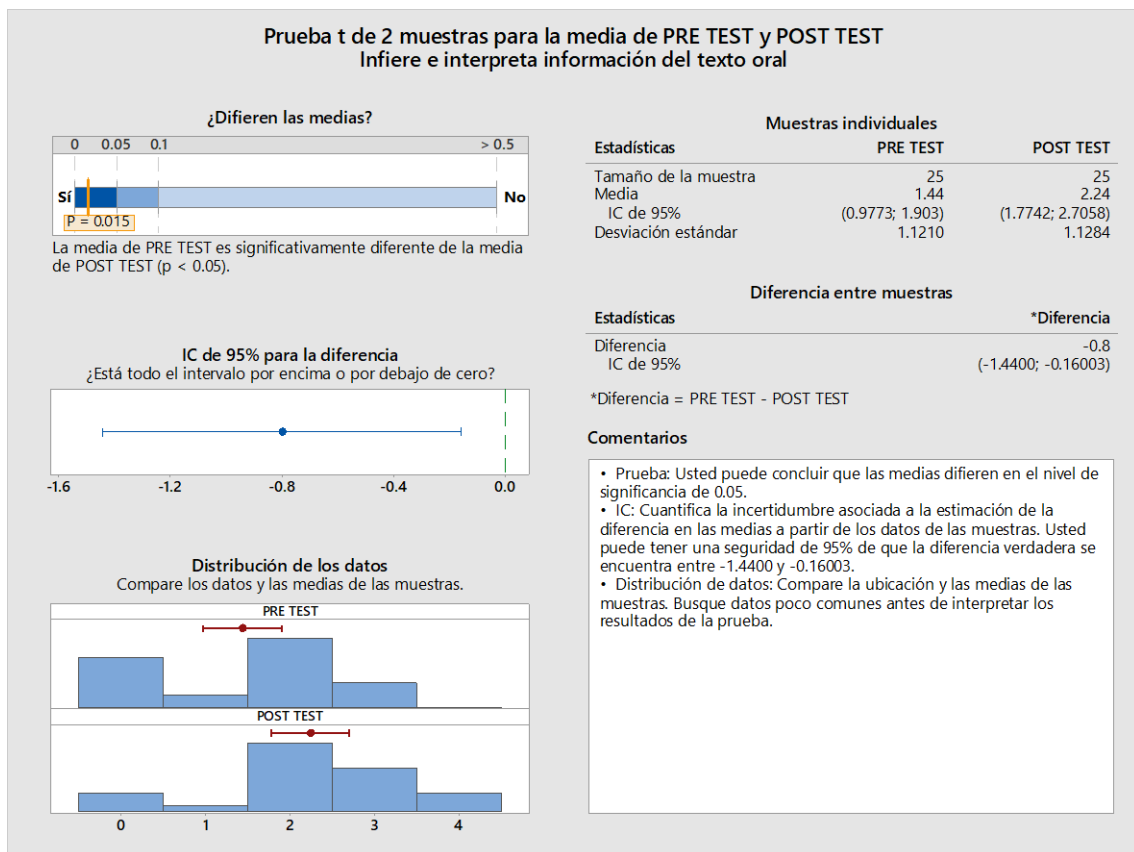 Prueba t de 2 muestras para la media de PRE TEST y POST TEST
Infiere e interpreta información del texto oral
¿Difieren las medias?
0 0.05 0.1 > 0.5
Sí No
P = 0.015
La media de PRE TEST es significativamente diferente de la media
de POST TEST (p < 0.05).
IC de 95% para la diferencia
¿Está todo el intervalo por encima o por debajo de cero?
-1.6 -1.2 -0.8 -0.4 0.0
Distribución de los datos
Compare los datos y las medias de las muestras.
PRE TEST
POST TEST
0 1 2 3 4
Muestras individuales
Estadísticas PRE TEST POST TEST
Tamaño de la muestra 25 25
Media 1.44 2.24
IC de 95% (0.9773; 1.903) (1.7742; 2.7058)
Desviación estándar 1.1210 1.1284
Diferencia entre muestras
Estadísticas *Diferencia
Diferencia -0.8
IC de 95% (-1.4400; -0.16003)
*Diferencia = PRE TEST - POST TEST
Comentarios
• Prueba: Usted puede concluir que las medias difieren en el nivel de
significancia de 0.05.
• IC: Cuantifica la incertidumbre asociada a la estimación de la
diferencia en las medias a partir de los datos de las muestras. Usted
puede tener una seguridad de 95% de que la diferencia verdadera se
encuentra entre -1.4400 y -0.16003.
• Distribución de datos: Compare la ubicación y las medias de las
muestras. Busque datos poco comunes antes de interpretar los
resultados de la prueba.